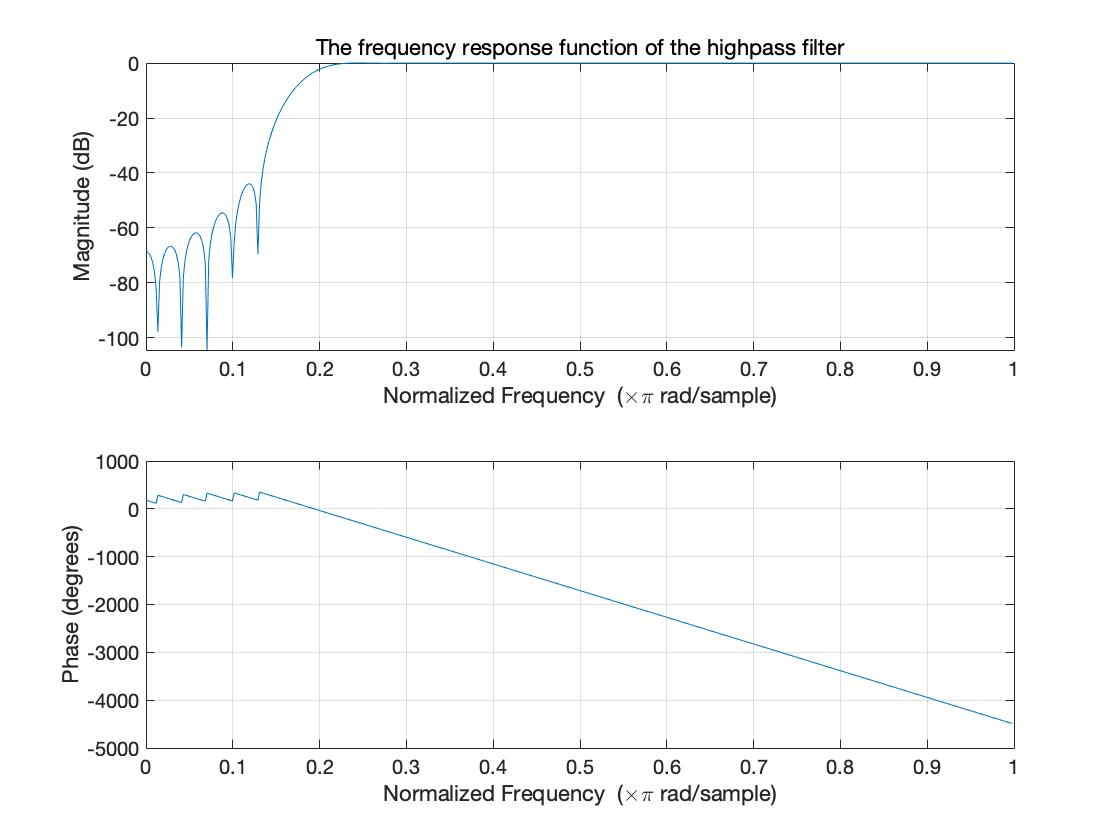 The frequency response function of the highpass filter
0
-20
-40
-60
-80
-100
Magnitude (dB)
0 0.1 0.2 0.3 0.4 0.5 0.6 0.7 0.8 0.9 1
Normalized Frequency (×π rad/sample)
1000
0
-1000
-2000
-3000
-4000
-5000
Phase (degrees)
0 0.1 0.2 0.3 0.4 0.5 0.6 0.7 0.8 0.9 1
Normalized Frequency (×π rad/sample)